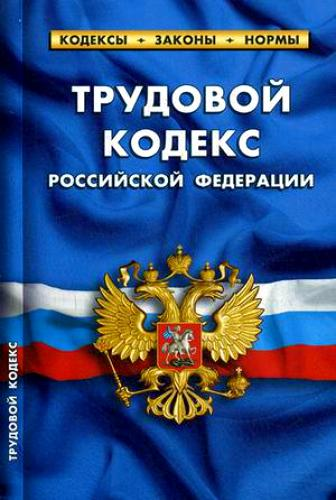 КОДЕКСЫ + ЗАКОНЫ + НОРМЫ
ТРУДОВОЙ
КОДЕКС
РОССИЙСКОЙ ФЕДЕРАЦИИ
ТРУДОВОЙ КОДЕКС